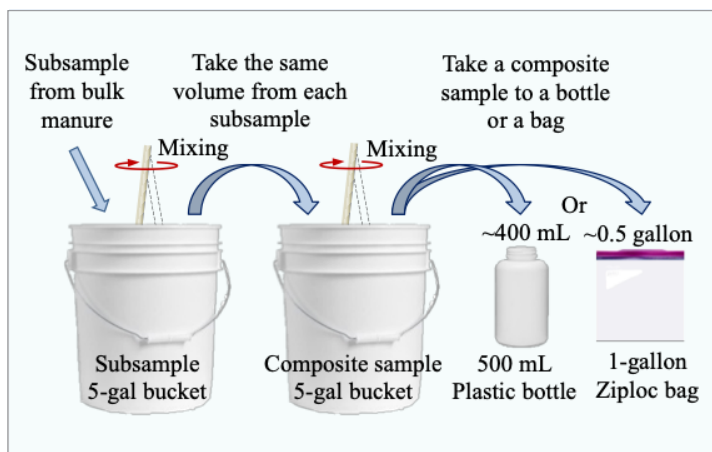 Subsample
from bulk
manure
Take the same
volume from each
subsample
Take a composite
sample to a bottle
or a bag
Mixing
Mixing
Or
~400 mL
~0.5 gallon
Subsample
5-gal bucket
Composite sample
5-gal bucket
500 mL
Plastic bottle
1-gallon
Ziploc bag